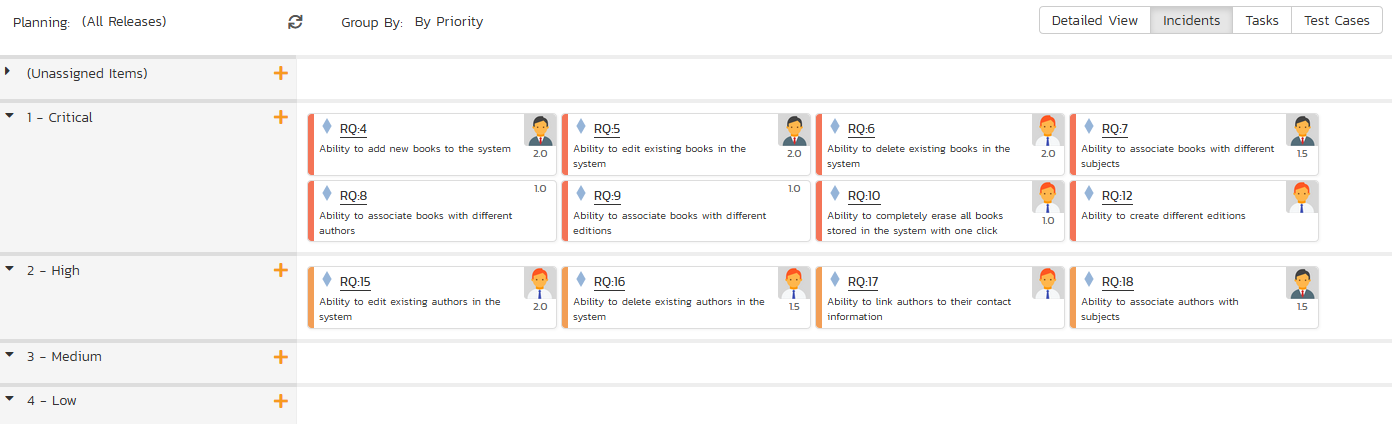 Planning: (All Releases) Group By: By Priority Detailed View Incidents Tasks Test Cases
(Unassigned Items)
1 - Critical
RQ:4
Ability to add new books to the system
2.0
RQ:5
Ability to edit existing books in the
system
2.0
RQ:6
Ability to delete existing books in the
system
2.0
RQ:7
Ability to associate books with different
subjects
1.5
RQ:8
Ability to associate books with different
authors
1.0
RQ:9
Ability to associate books with different
editions
1.0
RQ:10
Ability to completely erase all books
stored in the system with one click
1.0
RQ:12
Ability to create different editions
2 - High
RQ:15
Ability to edit existing authors in the
system
2.0
RQ:16
Ability to delete existing authors in the
system
1.5
RQ:17
Ability to link authors to their contact
information
RQ:18
Ability to associate authors with
subjects
1.5
3 - Medium
4 - Low